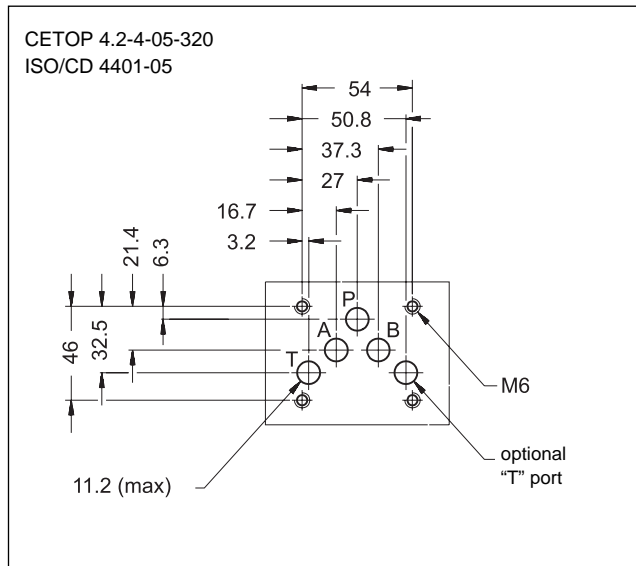 CETOP 4.2-4-05-320
ISO/CD 4401-05
54
50.8
37.3
27
16.7
3.2
21.4
6.3
46
32.5
P
A
B
T
M6
11.2 (max)
optional
“T” port